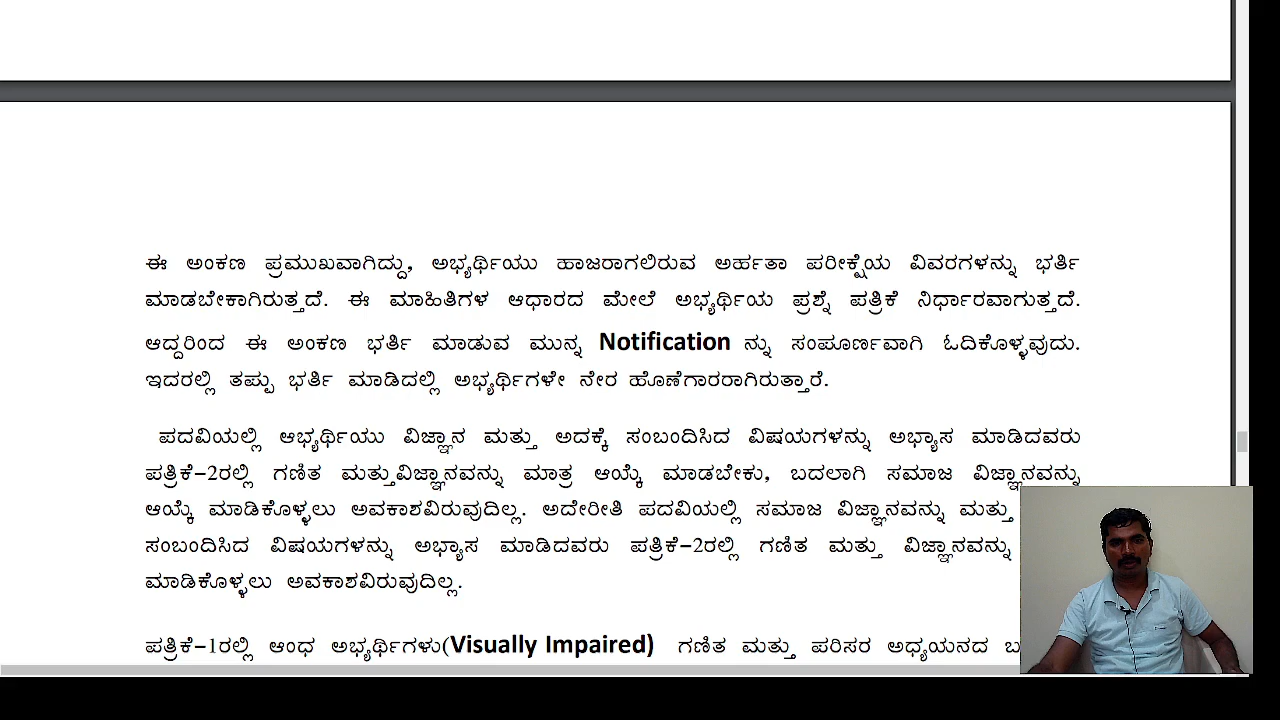 ಈ ಅಂಕಣ ಪ್ರಮುಖವಾಗಿದ್ದು, ಅಭ್ಯರ್ಥಿಯು ಹಾಜರಾಗಲಿರುವ ಅರ್ಹತಾ ಪರೀಕ್ಷೆಯ ವಿವರಗಳನ್ನು ಭರ್ತಿ
ಮಾಡಬೇಕಾಗಿರುತ್ತದೆ. ಈ ಮಾಹಿತಿಗಳ ಆಧಾರದ ಮೇಲೆ ಅಭ್ಯರ್ಥಿಯ ಪ್ರಶ್ನೆ ಪತ್ರಿಕೆ ನಿರ್ಧಾರವಾಗುತ್ತದೆ.
ಆದ್ದರಿಂದ ಈ ಅಂಕಣ ಭರ್ತಿ ಮಾಡುವ ಮುನ್ನ Notification ನ್ನು ಸಂಪೂರ್ಣವಾಗಿ ಓದಿಕೊಳ್ಳವುದು.
ಇದರಲ್ಲಿ ತಪ್ಪು ಭರ್ತಿ ಮಾಡಿದಲ್ಲಿ ಅಭ್ಯರ್ಥಿಗಳೇ ನೇರ ಹೊಣೆಗಾರರಾಗಿರುತ್ತಾರೆ.
ಪದವಿಯಲ್ಲಿ ಆಭ್ಯರ್ಥಿಯು ವಿಜ್ಞಾನ ಮತ್ತು ಅದಕ್ಕೆ ಸಂಬಂದಿಸಿದ ವಿಷಯಗಳನ್ನು ಅಭ್ಯಾಸ ಮಾಡಿದವರು
ಪತ್ರಿಕೆ-2ರಲ್ಲಿ ಗಣಿತ ಮತ್ತುವಿಜ್ಞಾನವನ್ನು ಮಾತ್ರ ಆಯ್ಕೆ ಮಾಡಬೇಕು, ಬದಲಾಗಿ ಸಮಾಜ ವಿಜ್ಞಾನವನ್ನು
ಆಯ್ಕೆ ಮಾಡಿಕೊಳ್ಳಲು ಅವಕಾಶವಿರುವುದಿಲ್ಲ. ಅದೇರೀತಿ ಪದವಿಯಲ್ಲಿ ಸಮಾಜ ವಿಜ್ಞಾನವನ್ನು ಮತ್ತು
ಸಂಬಂದಿಸಿದ ವಿಷಯಗಳನ್ನು ಅಭ್ಯಾಸ ಮಾಡಿದವರು ಪತ್ರಿಕೆ-2ರಲ್ಲಿ ಗಣಿತ ಮತ್ತು ವಿಜ್ಞಾನವನ್ನು
ಮಾಡಿಕೊಳ್ಳಲು ಅವಕಾಶವಿರುವುದಿಲ್ಲ.
ಪತ್ರಿಕೆ-1ರಲ್ಲಿ ಆಂಧ ಅಭ್ಯರ್ಥಿಗಳು(Visually Impaired) ಗಣಿತ ಮತ್ತು ಪರಿಸರ ಅಧ್ಯಯನದ